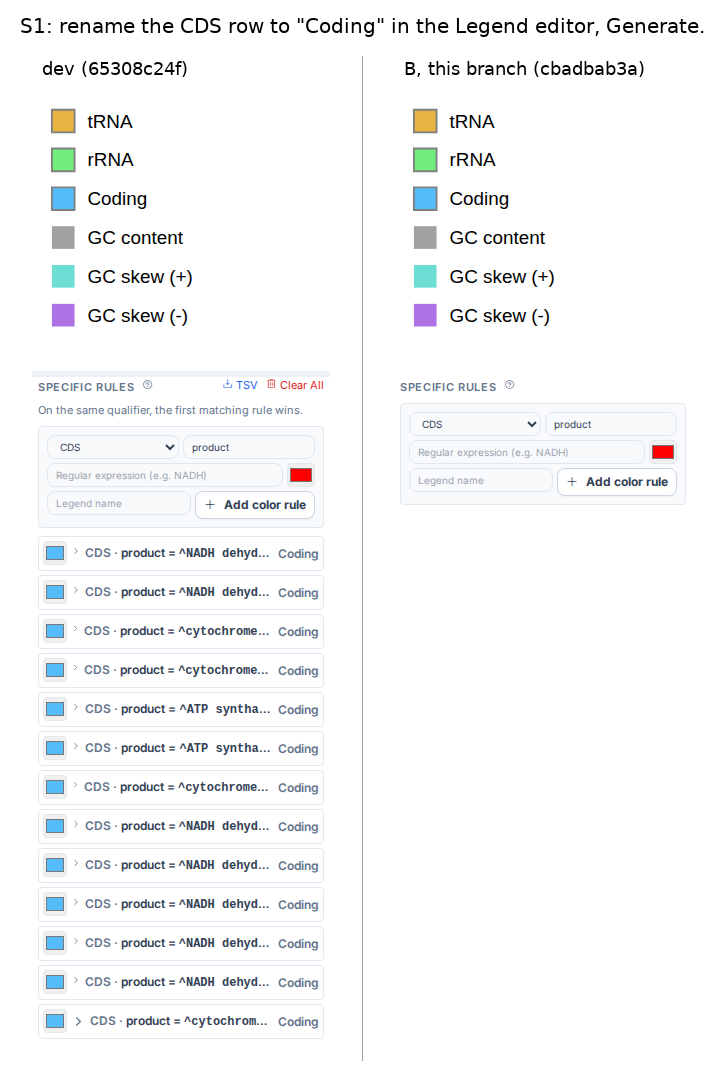 S1: rename the CDS row to "Coding" in the Legend editor, Generate.
dev (65308c24f)
tRNA
rRNA
Coding
GC content
GC skew (+)
GC skew (-)
SPECIFIC RULES
TSV
Clear All
On the same qualifier, the first matching rule wins.
CDS
product
Regular expression (e.g. NADH)
Legend name
+ Add color rule
CDS · product = ^NADH dehyd... Coding
CDS · product = ^NADH dehyd... Coding
CDS · product = ^cytochrome... Coding
CDS · product = ^cytochrome... Coding
CDS · product = ^ATP syntha... Coding
CDS · product = ^ATP syntha... Coding
CDS · product = ^cytochrome... Coding
CDS · product = ^NADH dehyd... Coding
CDS · product = ^NADH dehyd... Coding
CDS · product = ^NADH dehyd... Coding
CDS · product = ^NADH dehyd... Coding
CDS · product = ^NADH dehyd... Coding
CDS · product = ^cytochrom... Coding
B, this branch (cbadbab3a)
tRNA
rRNA
Coding
GC content
GC skew (+)
GC skew (-)
SPECIFIC RULES
CDS
product
Regular expression (e.g. NADH)
Legend name
+ Add color rule